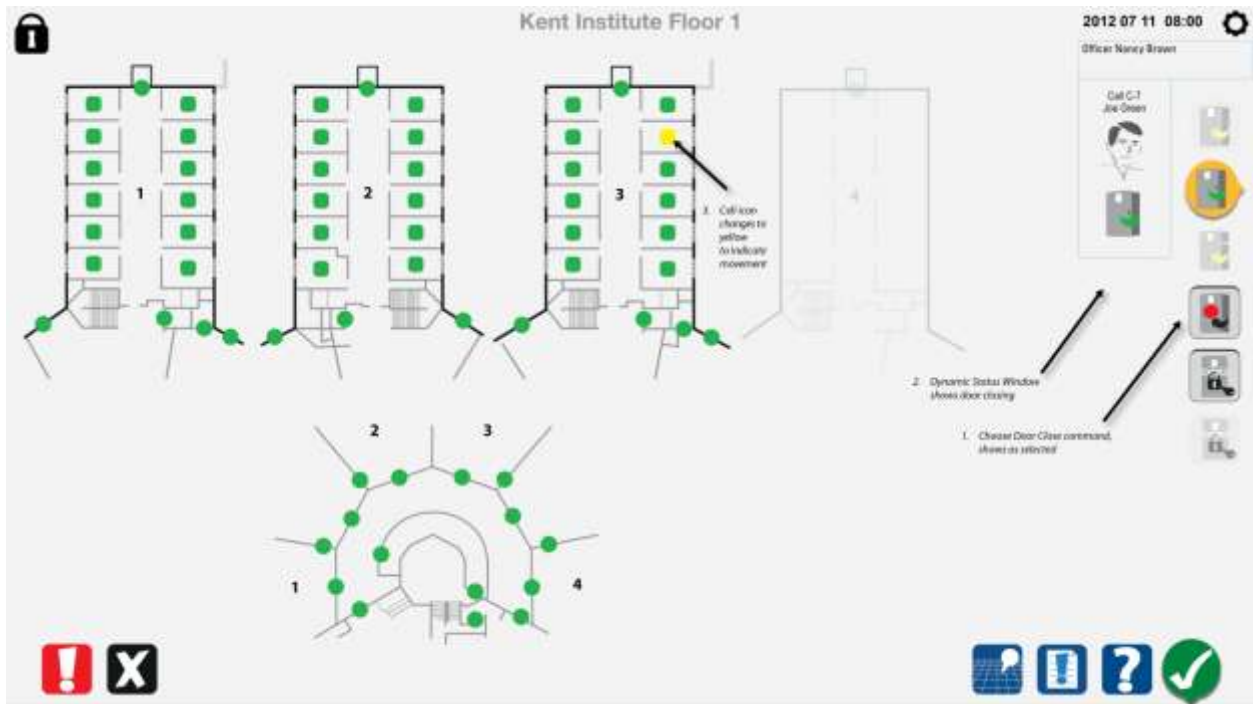 Kent Institute Floor 1
2012 07 11 08:00
Officer Nancy Brown
Cell C-7
Joe Green
1
2
3
4
3. Cell icon
changes to
yellow
to indicate
movement
2. Dynamic Status Window
shows door closing
1. Choose Door Close command,
shows as selected
2
3
1
4